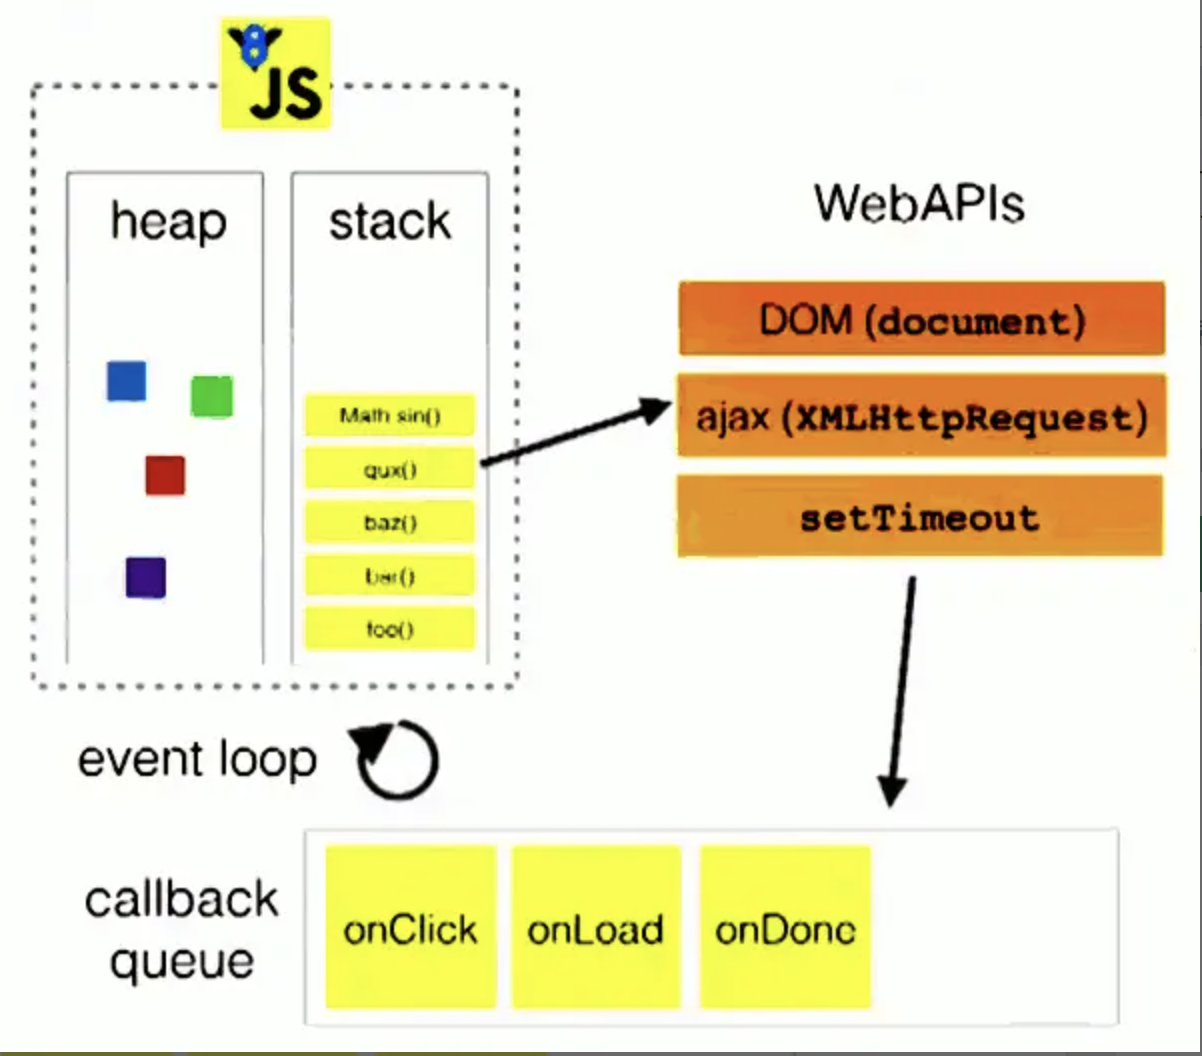 8
JS
heap
stack
Math sin()
qux()
baz()
bar()
foo()
WebAPIs
DOM (document)
ajax (XMLHttpRequest)
setTimeout
event loop
callback
queue
onClick
onLoad
onDone